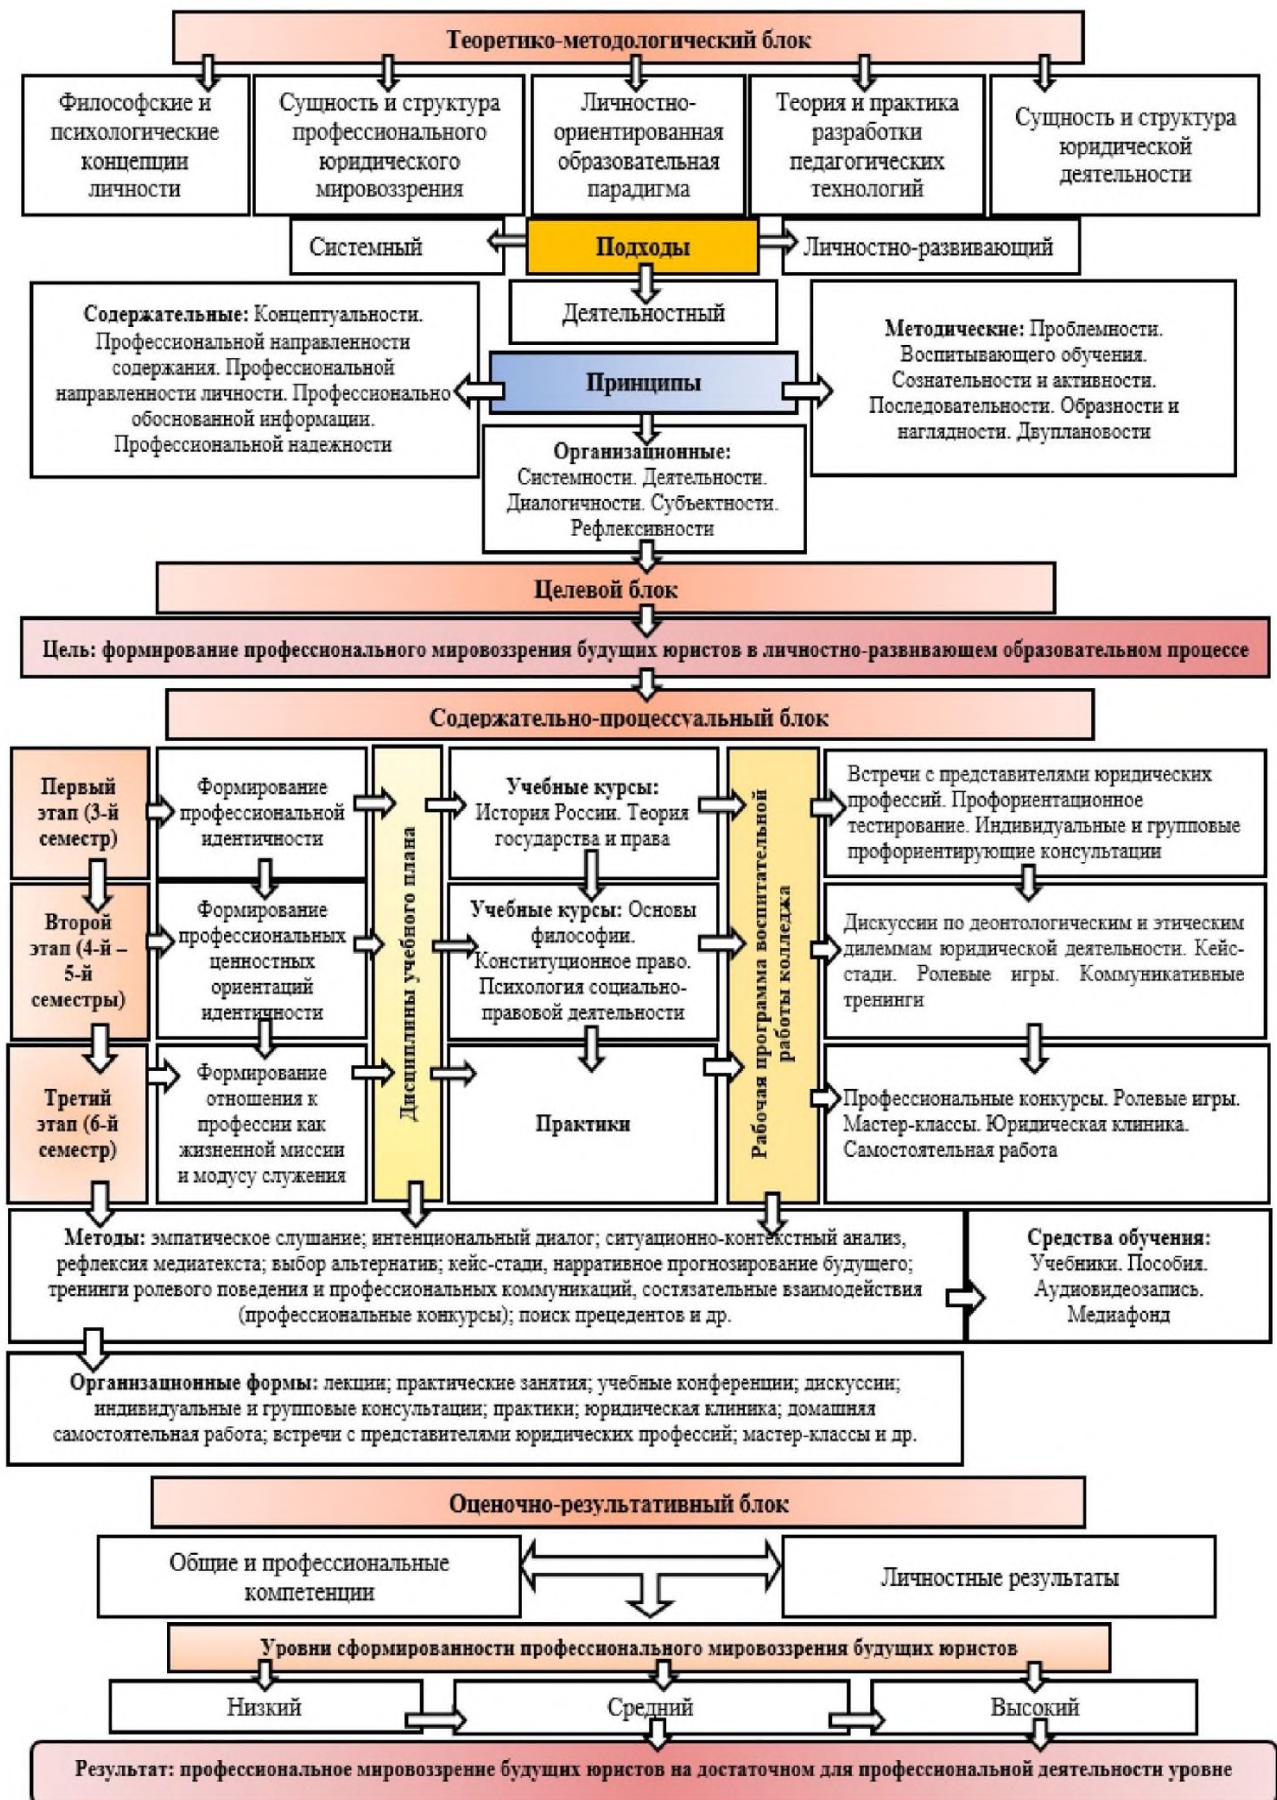 Теоретико-методологический блок
Философские и
психологические
концепции
личности
Сущность и структура
профессионального
юридического
мировоззрения
Личностно-
ориентированная
образовательная
парадигма
Теория и практика
разработки
педагогических
технологий
Сущность и структура
юридической
деятельности
Системный
Подходы
Личностно-развивающий
Деятельностный
Содержательные: Концептуальности.
Профессиональной направленности
содержания. Профессиональной
направленности личности. Профессионально
обоснованной информации.
Профессиональной надежности
Принципы
Методические: Проблемности.
Воспитывающего обучения.
Сознательности и активности.
Последовательности. Образности и
наглядности. Двуплановости
Организационные:
Системности. Деятельности.
Диалогичности. Субъектности.
Рефлексивности
Целевой блок
Цель: формирование профессионального мировоззрения будущих юристов в личностно-развивающем образовательном процессе
Содержательно-процессуальный блок
Первый
этап (3-й
семестр)
Формирование
профессиональной
идентичности
Дисциплины учебного плана
Учебные курсы:
История России. Теория
государства и права
Рабочая программа воспитательной
работы колледжа
Встречи с представителями юридических
профессий. Профориентационное
тестирование. Индивидуальные и групповые
профориентирующие консультации
Второй
этап (4-й –
5-й
семестры)
Формирование
профессиональных
ценностных
ориентаций
идентичности
Учебные курсы: Основы
философии.
Конституционное право.
Психология социально-
правовой деятельности
Дискуссии по деонтологическим и этическим
дилеммам юридической деятельности. Кейс-
стади. Ролевые игры. Коммуникативные
тренинги
Третий
этап (6-й
семестр)
Формирование
отношения к
профессии как
жизненной миссии
и модусу служения
Практики
Профессиональные конкурсы. Ролевые игры.
Мастер-классы. Юридическая клиника.
Самостоятельная работа
Методы: эмпатическое слушание; интенциональный диалог; ситуационно-контекстный анализ,
рефлексия медиатекста; выбор альтернатив; кейс-стади, нарративное прогнозирование будущего;
тренинги ролевого поведения и профессиональных коммуникаций, состязательные взаимодействия
(профессиональные конкурсы); поиск прецедентов и др.
Средства обучения:
Учебники. Пособия.
Аудиовидеозапись.
Медиафонд
Организационные формы: лекции; практические занятия; учебные конференции; дискуссии;
индивидуальные и групповые консультации; практики; юридическая клиника; домашняя
самостоятельная работа; встречи с представителями юридических профессий; мастер-классы и др.
Оценочно-результативный блок
Общие и профессиональные
компетенции
Личностные результаты
Уровни сформированности профессионального мировоззрения будущих юристов
Низкий
Средний
Высокий
Результат: профессиональное мировоззрение будущих юристов на достаточном для профессиональной деятельности уровне